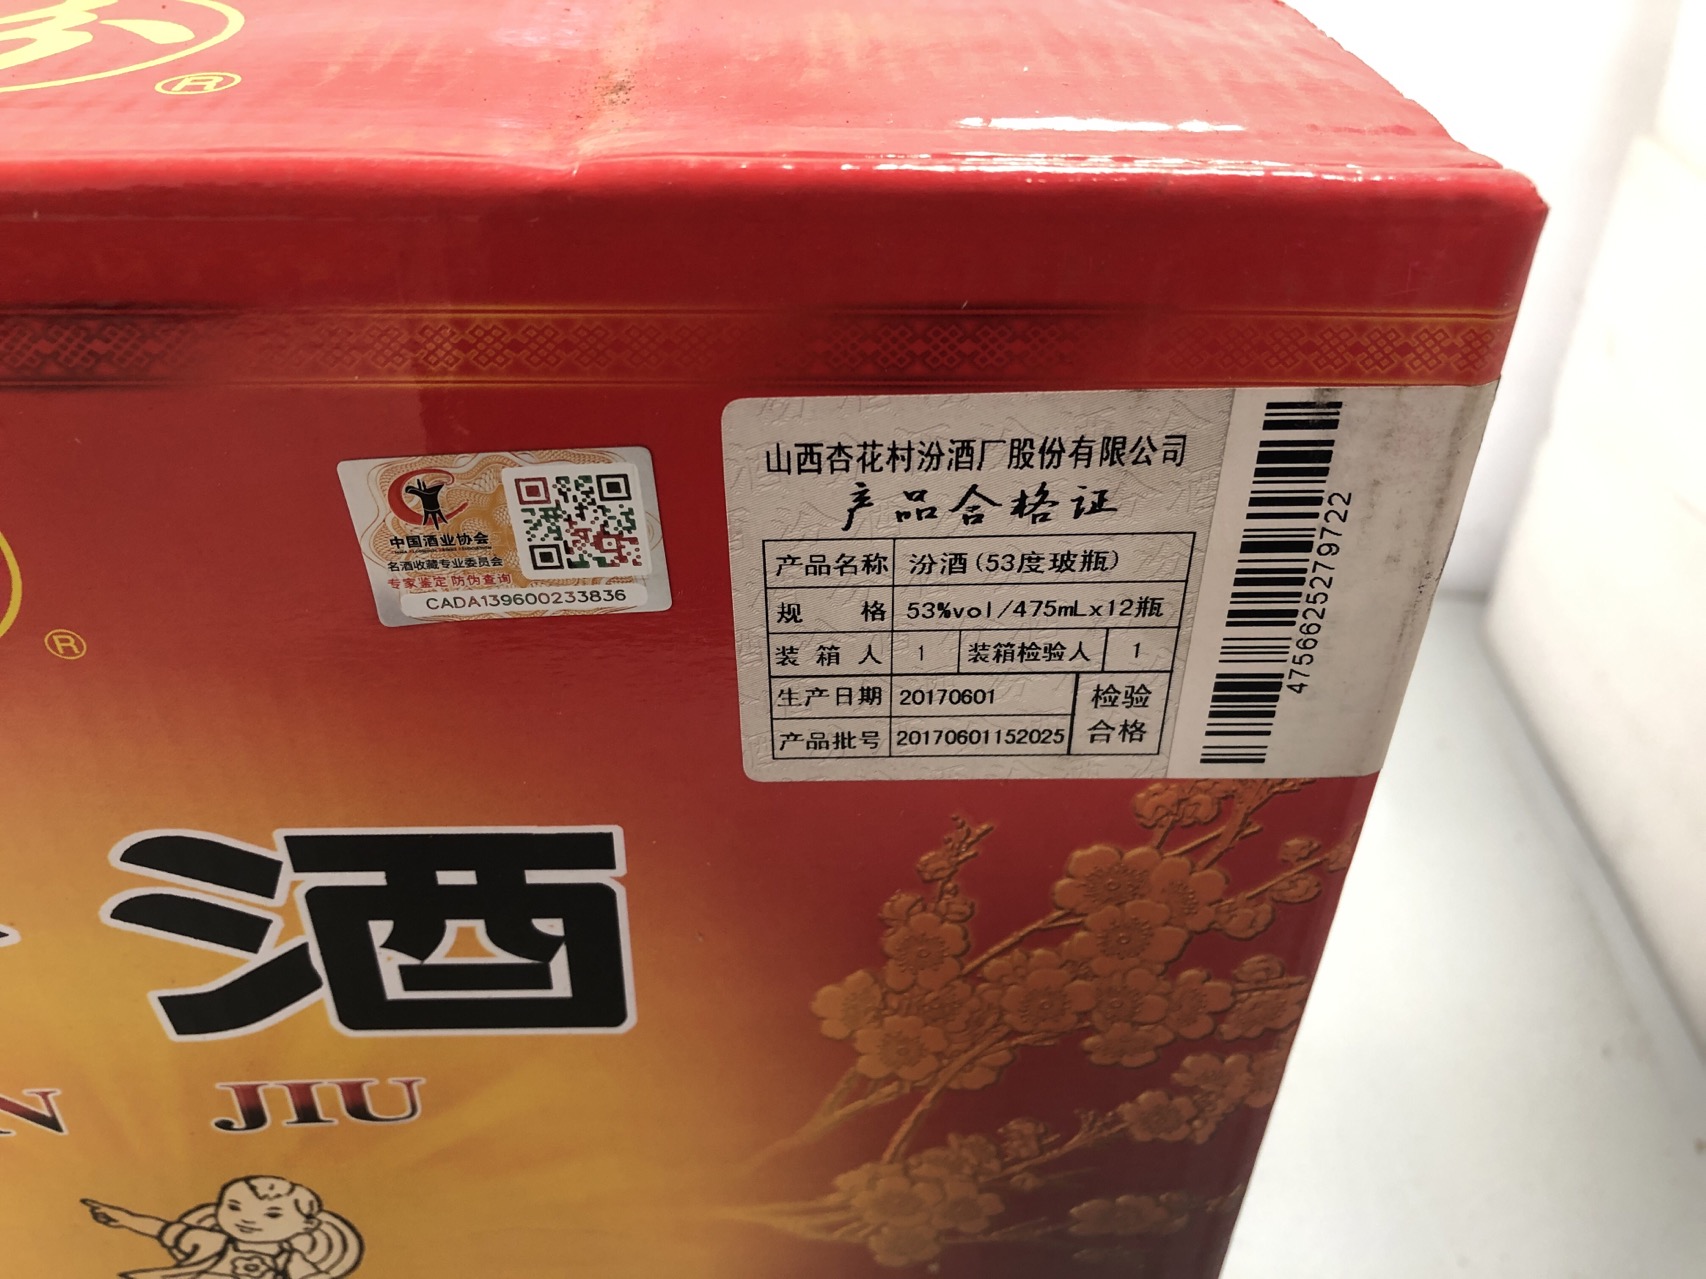 汾
®
山西杏花村汾酒厂股份有限公司
产品合格证
产品名称 汾酒(53度玻瓶)
规 格 53%vol/475mLx12瓶
装 箱 人 1 装箱检验人 1
生产日期 20170601
产品批号 20170601152025
检验
合格
47566252797​22
中国酒业协会
名酒收藏专业委员会
专家鉴定 防伪查询
CADA139600233836
®
酒
N JIU